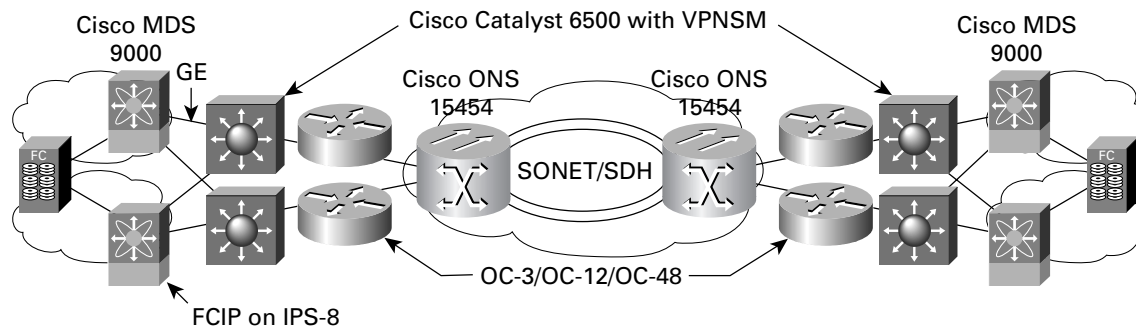 Cisco Catalyst 6500 with VPNSM
Cisco MDS
9000
Cisco MDS
9000
GE
Cisco ONS
15454
Cisco ONS
15454
FC
FC
SONET/SDH
OC-3/OC-12/OC-48
FCIP on IPS-8